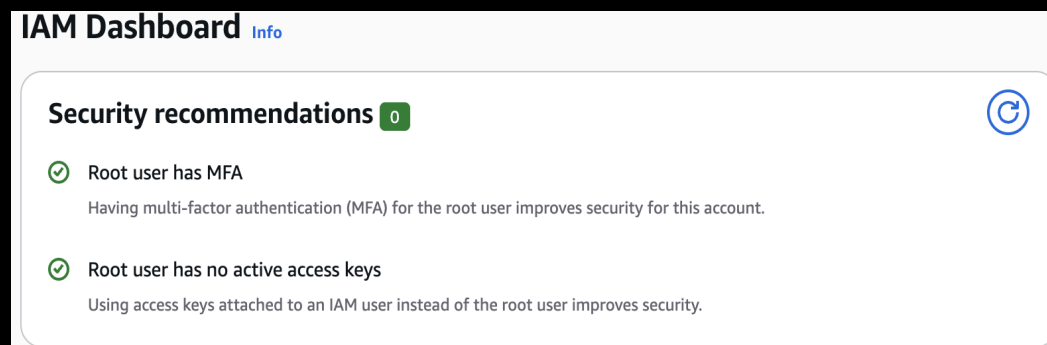 IAM Dashboard Info
Security recommendations 0
Root user has MFA
Having multi-factor authentication (MFA) for the root user improves security for this account.
Root user has no active access keys
Using access keys attached to an IAM user instead of the root user improves security.